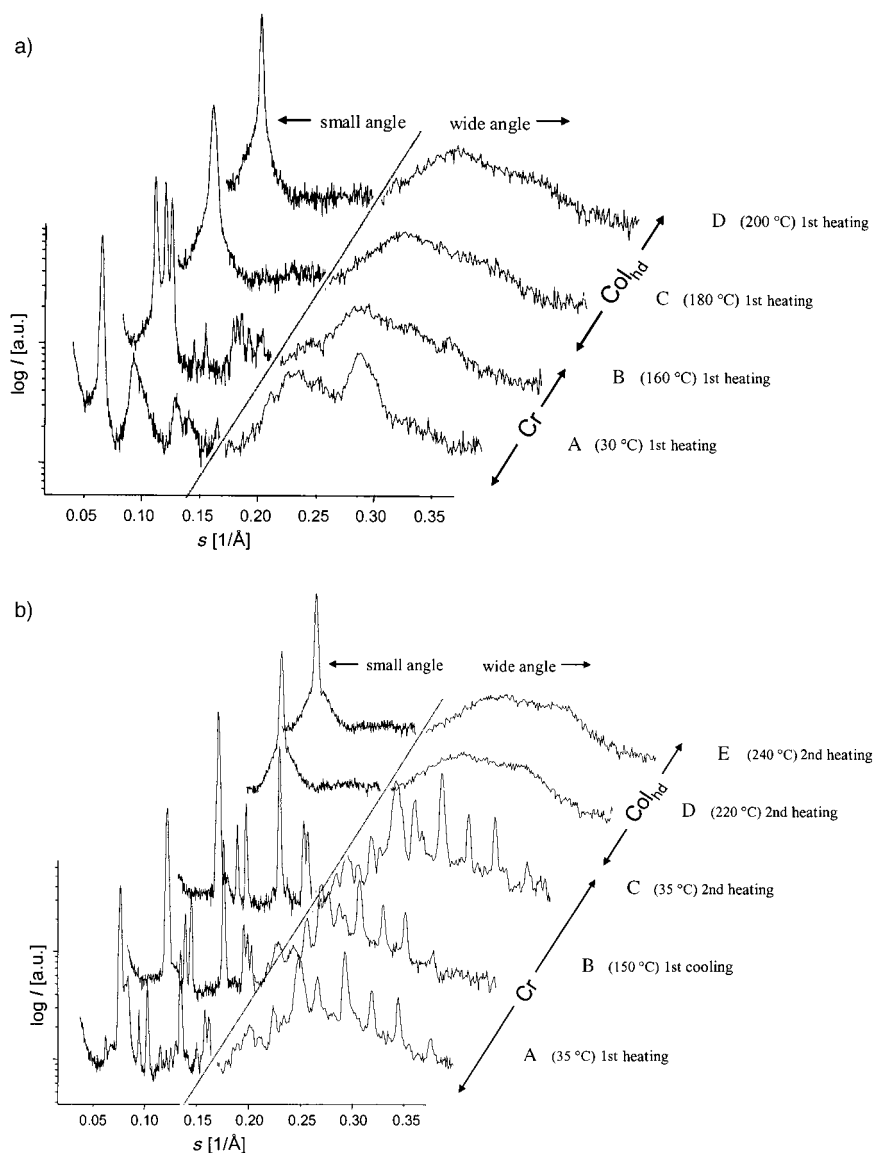 a)
small angle
wide angle
D (200 °C) 1st heating
Col_hd
C (180 °C) 1st heating
B (160 °C) 1st heating
Cr
A (30 °C) 1st heating
log I [a.u.]
0.05 0.10 0.15 0.20 0.25 0.30 0.35
s [1/Å]
b)
small angle
wide angle
E (240 °C) 2nd heating
Col_hd
D (220 °C) 2nd heating
C (35 °C) 2nd heating
B (150 °C) 1st cooling
Cr
A (35 °C) 1st heating
log I [a.u.]
0.05 0.10 0.15 0.20 0.25 0.30 0.35
s [1/Å]